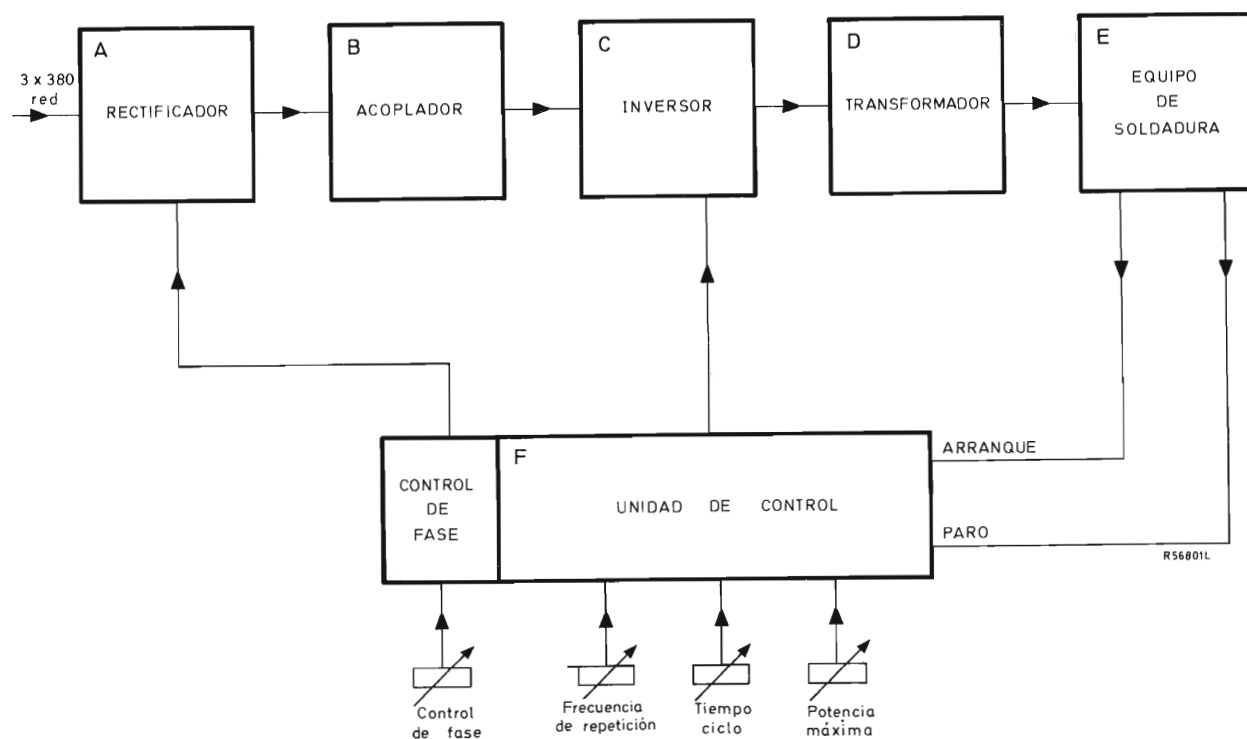 A
RECTIFICADOR
B
ACOPLADOR
C
INVERSOR
D
TRANSFORMADOR
E
EQUIPO
DE
SOLDADURA
3 x 380
red
CONTROL
DE
FASE
F
UNIDAD DE CONTROL
ARRANQUE
PARO
R56801L
Control
de fase
Frecuencia
de repetición
Tiempo
ciclo
Potencia
máxima